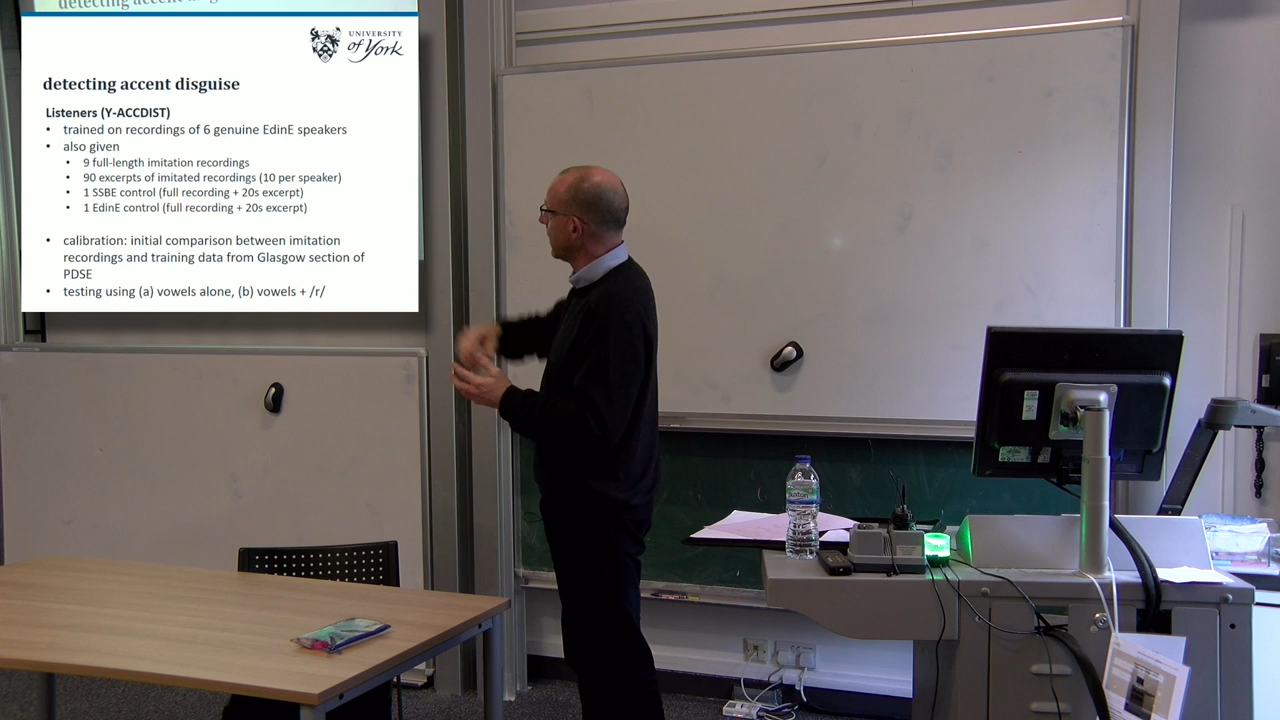 detecting accent
UNIVERSITY
of York
detecting accent disguise
Listeners (Y-ACCDIST)
• trained on recordings of 6 genuine EdinE speakers
• also given
• 9 full-length imitation recordings
• 90 excerpts of imitated recordings (10 per speaker)
• 1 SSBE control (full recording + 20s excerpt)
• 1 EdinE control (full recording + 20s excerpt)
• calibration: initial comparison between imitation
recordings and training data from Glasgow section of
PDSE
• testing using (a) vowels alone, (b) vowels + /r/
Buxton